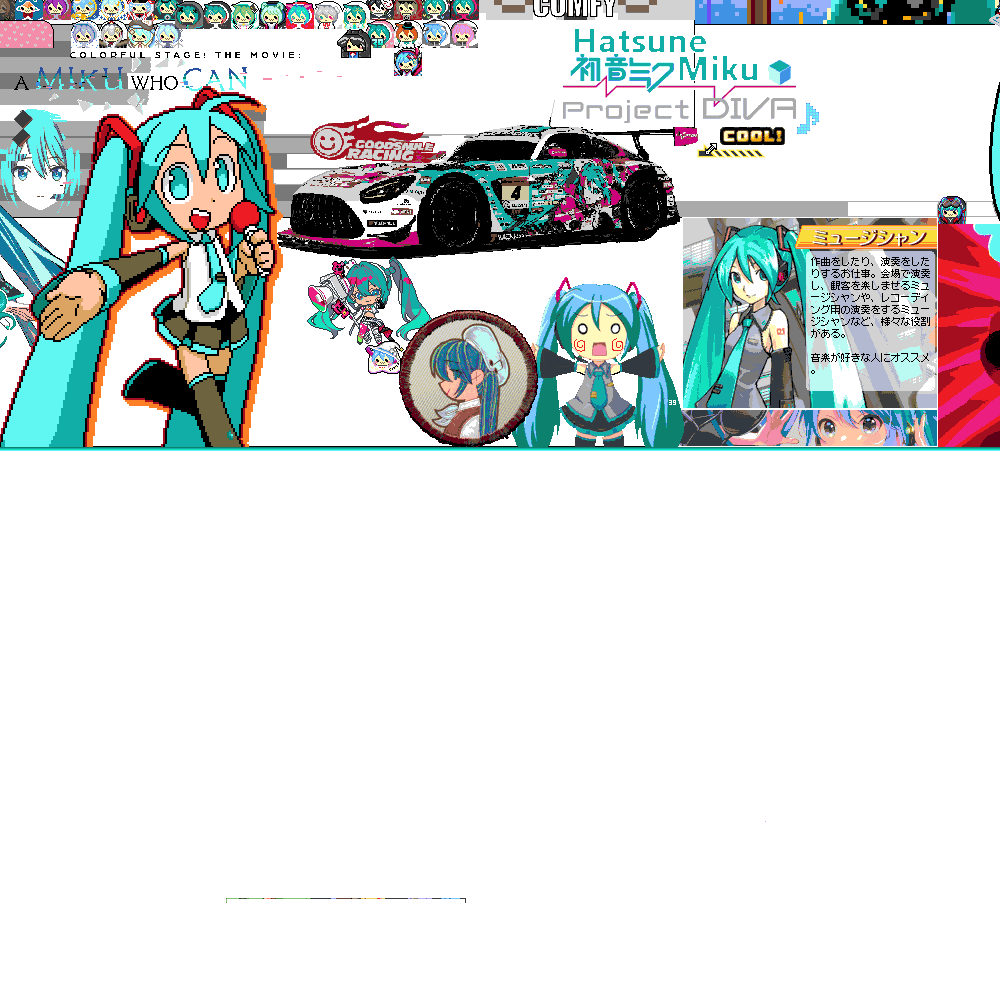 COMFY
COLORFUL STAGE! THE MOVIE:
A MIKU WHO CAN
Hatsune
初音ミク Miku
Project DIVA
COOL!
GOODSMILE
RACING
4
ミュージシャン
作曲をしたり、演奏をした
りするお仕事。会場で演奏
し、観客を楽しませるミュ
ージシャンや、レコーディ
ング用の演奏をするミュー
ジシャンなど、様々な役割
がある。
音楽が好きな人にオススメ
。
39